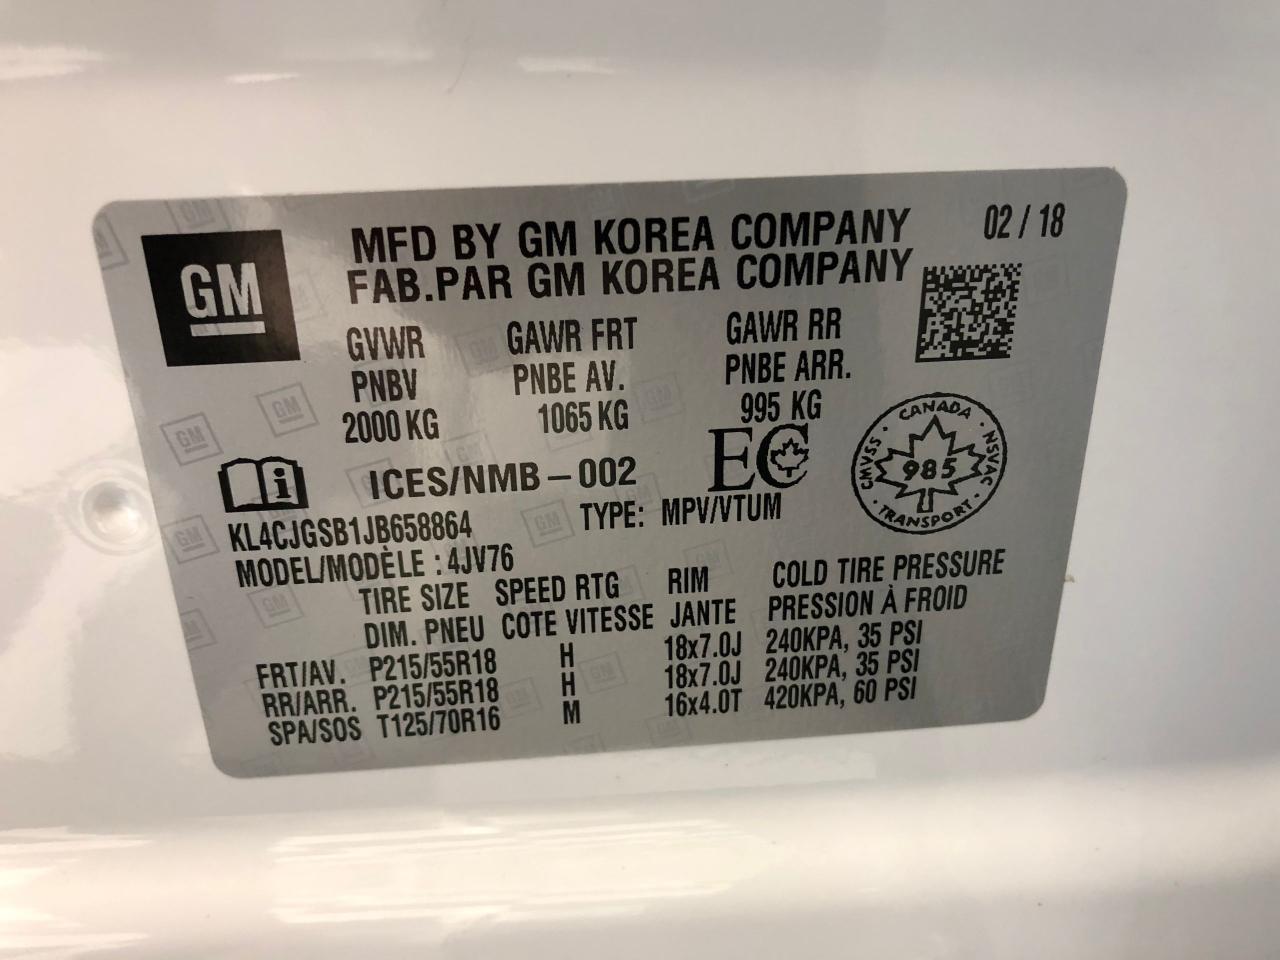 GM
MFD BY GM KOREA COMPANY 02 / 18
FAB.PAR GM KOREA COMPANY
GVWR GAWR FRT GAWR RR
PNBV PNBE AV. PNBE ARR.
2000 KG 1065 KG 995 KG
i ICES/NMB – 002 EC
CANADA CMVSS NSVAC 985 TRANSPORT
KL4CJGSB1JB658864 TYPE: MPV/VTUM
MODEL/MODÈLE : 4JV76
TIRE SIZE SPEED RTG RIM COLD TIRE PRESSURE
DIM. PNEU COTE VITESSE JANTE PRESSION À FROID
FRT/AV. P215/55R18 H 18x7.0J 240KPA, 35 PSI
RR/ARR. P215/55R18 H 18x7.0J 240KPA, 35 PSI
SPA/SOS T125/70R16 M 16x4.0T 420KPA, 60 PSI